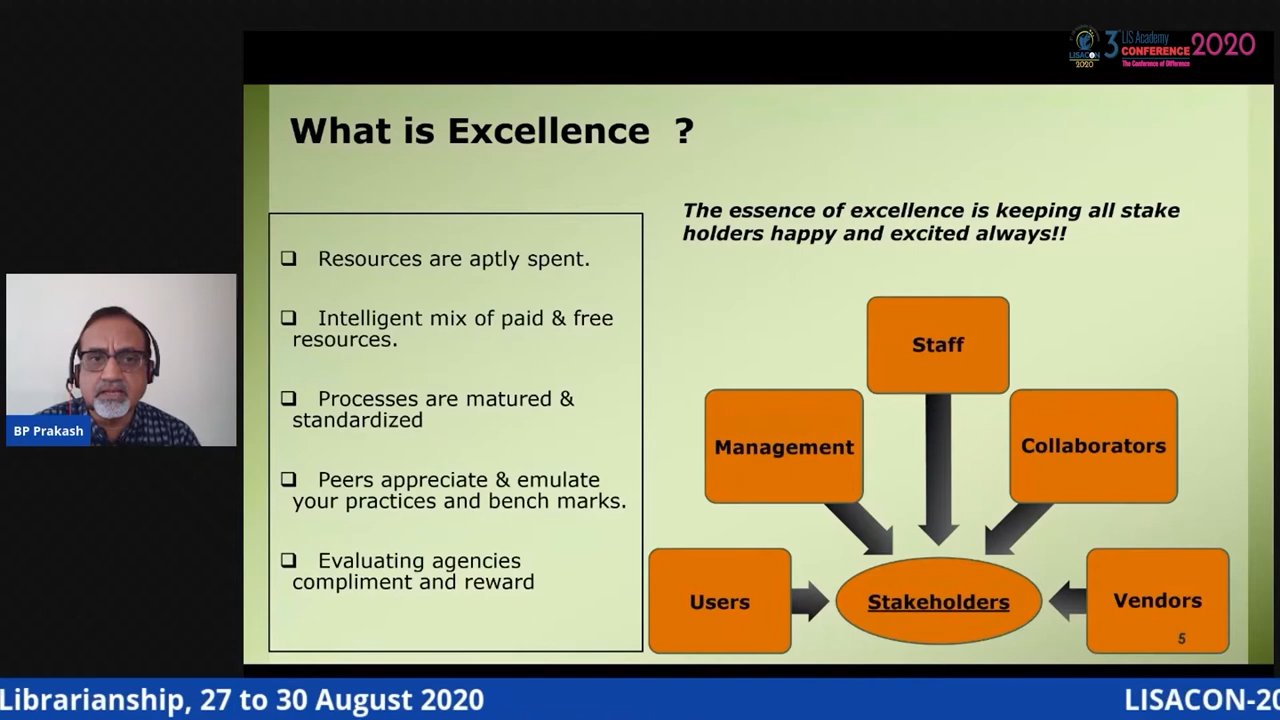 LISACON
2020
3rd LIS Academy
CONFERENCE 2020
The Conference of Difference
What is Excellence ?
The essence of excellence is keeping all stake
holders happy and excited always!!
❑ Resources are aptly spent.
❑ Intelligent mix of paid & free
resources.
❑ Processes are matured &
standardized
❑ Peers appreciate & emulate
your practices and bench marks.
❑ Evaluating agencies
compliment and reward
Staff
Management
Collaborators
Users
Stakeholders
Vendors
5
BP Prakash
Librarianship, 27 to 30 August 2020
LISACON-20